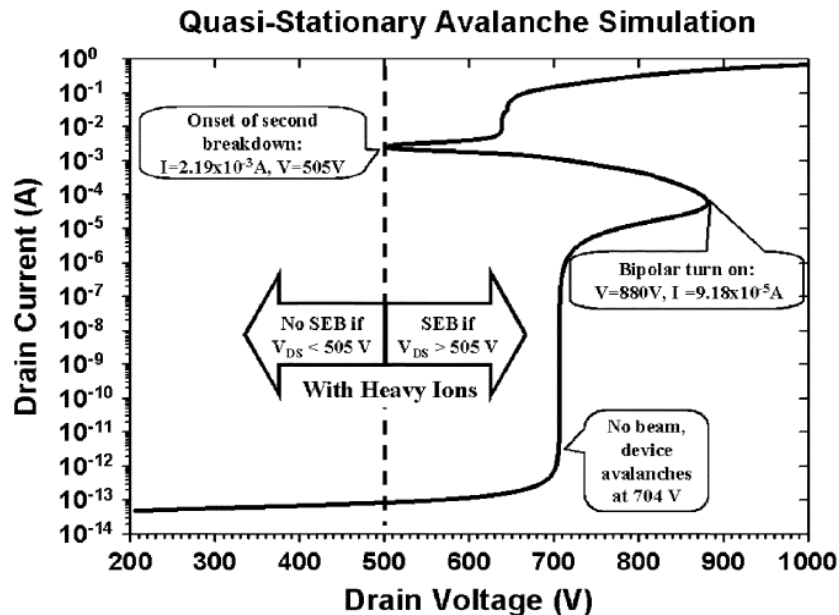 Quasi-Stationary Avalanche Simulation
10^0
10^-1
10^-2
10^-3
10^-4
10^-5
10^-6
10^-7
10^-8
10^-9
10^-10
10^-11
10^-12
10^-13
10^-14
Drain Current (A)
Onset of second
breakdown:
I=2.19x10^-3A, V=505V
Bipolar turn on:
V=880V, I =9.18x10^-5A
No SEB if
V_DS < 505 V
SEB if
V_DS > 505 V
With Heavy Ions
No beam,
device
avalanches
at 704 V
200 300 400 500 600 700 800 900 1000
Drain Voltage (V)